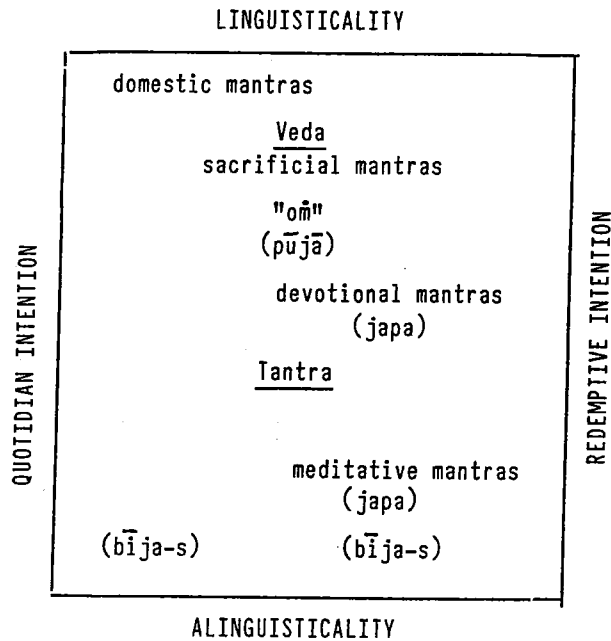 LINGUISTICALITY
domestic mantras
Veda
sacrificial mantras
"oṁ"
(pūjā)
devotional mantras
(japa)
Tantra
meditative mantras
(japa)
(bīja-s) (bīja-s)
ALINGUISTICALITY
QUOTIDIAN INTENTION
REDEMPTIVE INTENTION